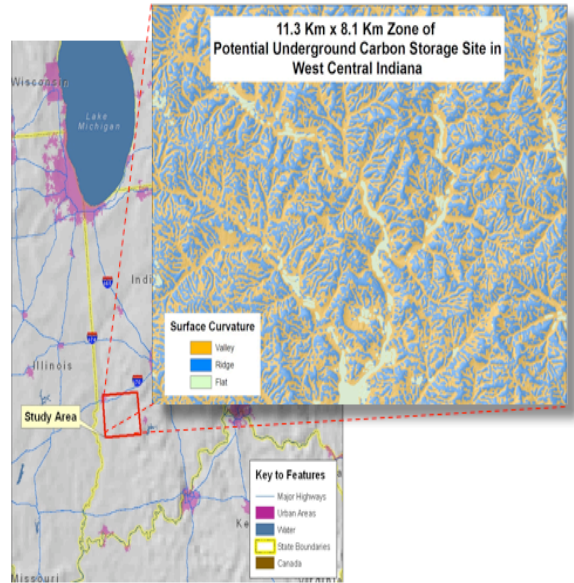 11.3 Km x 8.1 Km Zone of
Potential Underground Carbon Storage Site in
West Central Indiana
Wisconsin
Lake
Michigan
Indi
Surface Curvature
Valley
Ridge
Flat
Illinois
Study Area
Key to Features
Major Highways
Urban Areas
Water
State Boundaries
Canada
Ke
Missouri